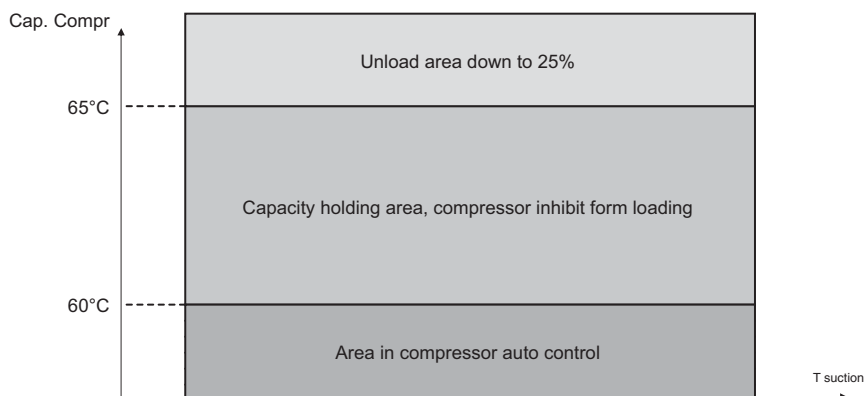 Cap. Compr
Unload area down to 25%
65°C
Capacity holding area, compressor inhibit form loading
60°C
Area in compressor auto control
T suction